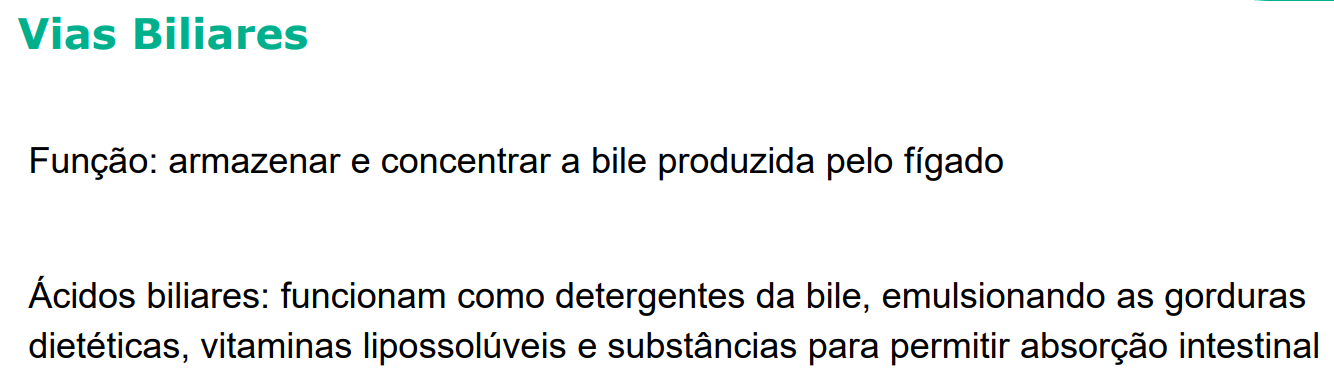 Vias Biliares
Função: armazenar e concentrar a bile produzida pelo fígado
Ácidos biliares: funcionam como detergentes da bile, emulsionando as gorduras
dietéticas, vitaminas lipossolúveis e substâncias para permitir absorção intestinal